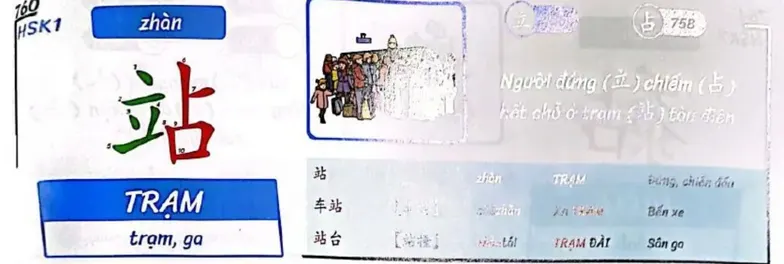 760
HSK1
zhàn
站
TRẠM
trạm, ga
立
占 758
Người đứng (立) chiếm (占)
hết chỗ ở trạm (站) tàu điện
站 zhàn TRẠM Đứng, chiến đấu
车站 Bến xe
站台 TRẠM ĐÀI Sân ga